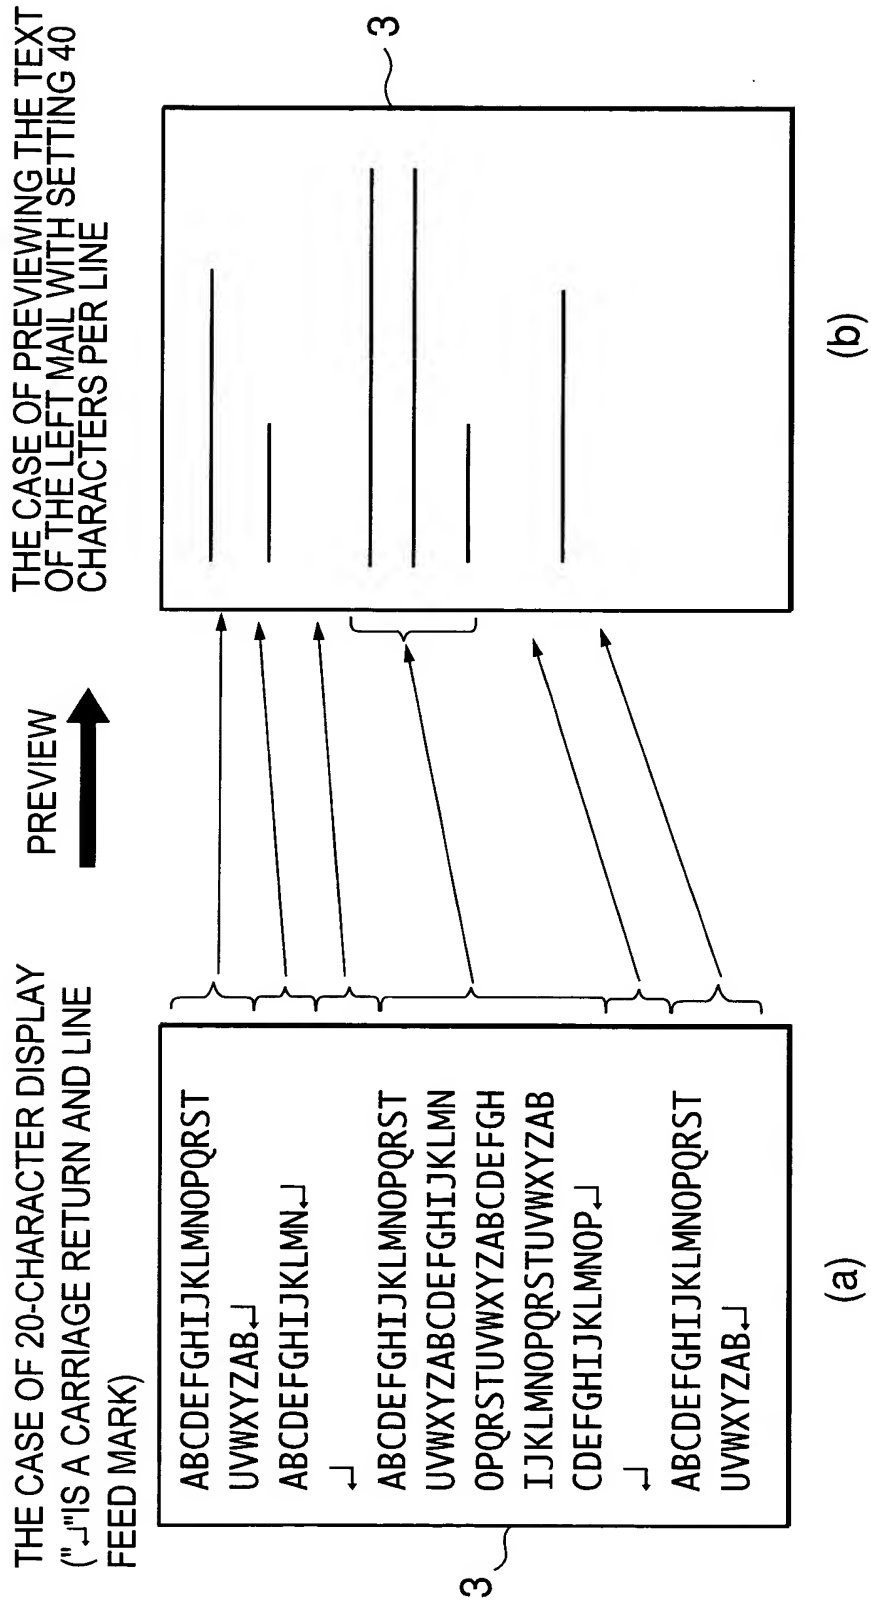 THE CASE OF 20-CHARACTER DISPLAY
("↵"IS A CARRIAGE RETURN AND LINE
FEED MARK)
PREVIEW
THE CASE OF PREVIEWING THE TEXT
OF THE LEFT MAIL WITH SETTING 40
CHARACTERS PER LINE
ABCDEFGHIJKLMNOPQRST
UVWXYZAB↵
ABCDEFGHIJKLMN↵
↵
ABCDEFGHIJKLMNOPQRST
UVWXYZABCDEFGHIJKLMN
OPQRSTUVWXYZABCDEFGH
IJKLMNOPQRSTUVWXYZAB
CDEFGHIJKLMNOP↵
↵
ABCDEFGHIJKLMNOPQRST
UVWXYZAB↵
3
3
(a)
(b)